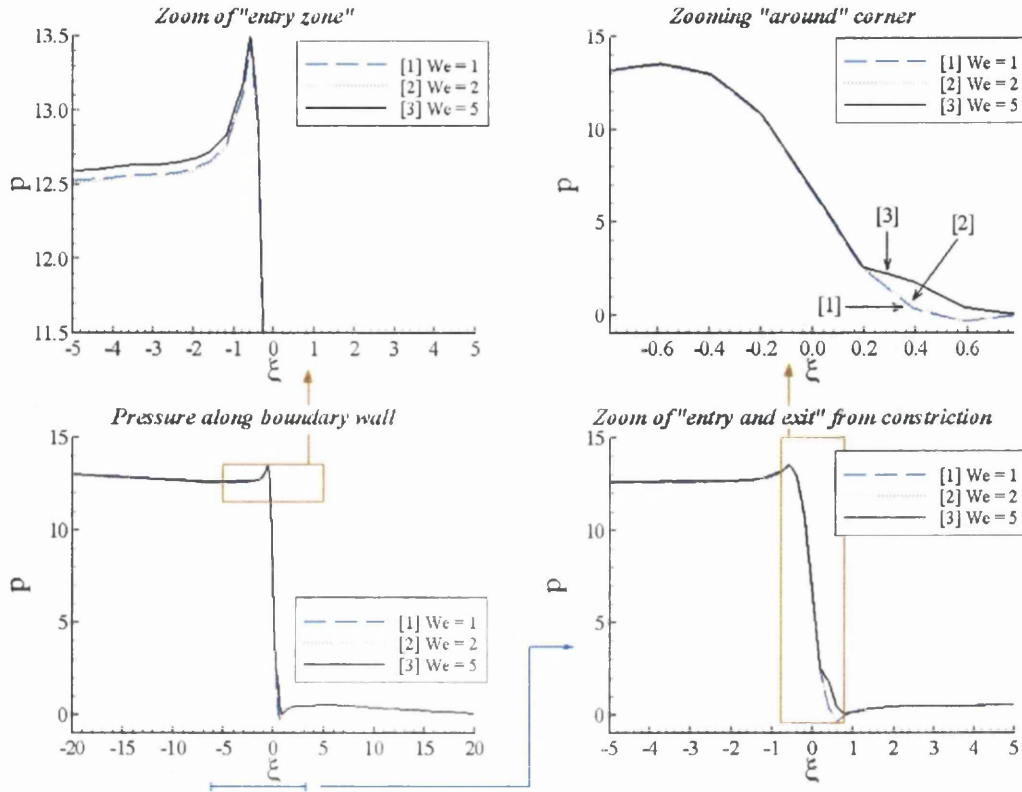 Zoom of "entry zone"
13.5
13.0
12.5
12.0
11.5
p
[1] We = 1
[2] We = 2
[3] We = 5
-5 -4 -3 -2 -1 0 1 2 3 4 5
ξ
Zooming "around" corner
15
10
5
0
p
[1] We = 1
[2] We = 2
[3] We = 5
[3]
[2]
[1]
-0.6 -0.4 -0.2 0.0 0.2 0.4 0.6
ξ
Pressure along boundary wall
15
10
5
0
p
[1] We = 1
[2] We = 2
[3] We = 5
-20 -15 -10 -5 0 5 10 15 20
ξ
Zoom of "entry and exit" from constriction
15
10
5
0
p
[1] We = 1
[2] We = 2
[3] We = 5
-5 -4 -3 -2 -1 0 1 2 3 4 5
ξ